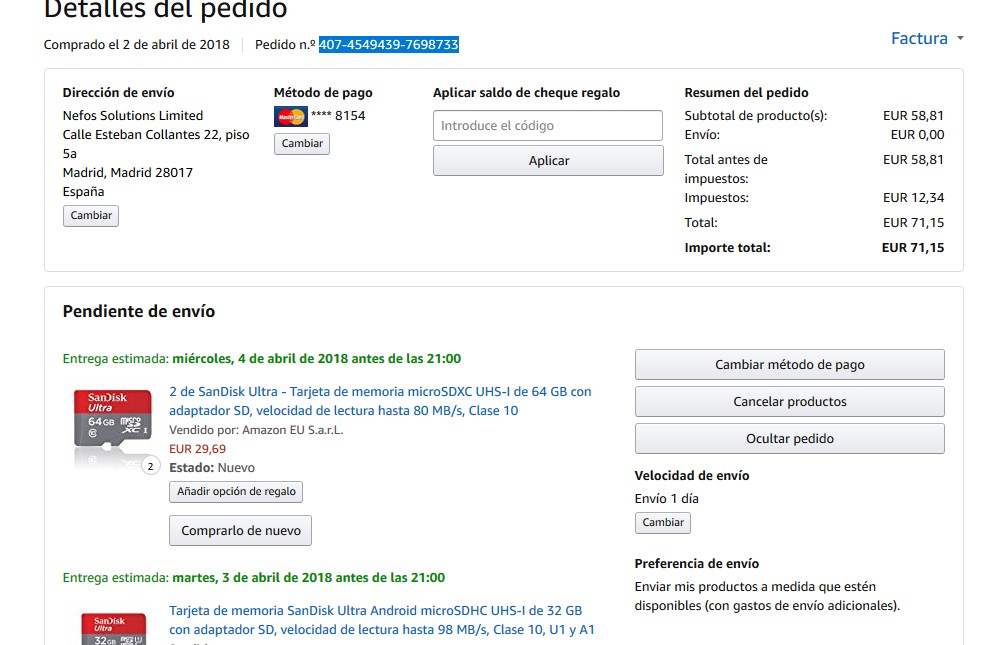 Detalles del pedido
Comprado el 2 de abril de 2018 Pedido n.º 407-4549439-7698733
Factura
Dirección de envío
Nefos Solutions Limited
Calle Esteban Collantes 22, piso
5a
Madrid, Madrid 28017
España
Cambiar
Método de pago
MasterCard **** 8154
Cambiar
Aplicar saldo de cheque regalo
Introduce el código
Aplicar
Resumen del pedido
Subtotal de producto(s): EUR 58,81
Envío: EUR 0,00
Total antes de EUR 58,81
impuestos:
Impuestos: EUR 12,34
Total: EUR 71,15
Importe total: EUR 71,15
Pendiente de envío
Entrega estimada: miércoles, 4 de abril de 2018 antes de las 21:00
SanDisk
Ultra
64GB micro
XC I
2
2 de SanDisk Ultra - Tarjeta de memoria microSDXC UHS-I de 64 GB con
adaptador SD, velocidad de lectura hasta 80 MB/s, Clase 10
Vendido por: Amazon EU S.a.r.L.
EUR 29,69
Estado: Nuevo
Añadir opción de regalo
Comprarlo de nuevo
Cambiar método de pago
Cancelar productos
Ocultar pedido
Velocidad de envío
Envío 1 día
Cambiar
Preferencia de envío
Enviar mis productos a medida que estén
disponibles (con gastos de envío adicionales).
Entrega estimada: martes, 3 de abril de 2018 antes de las 21:00
SanDisk
Ultra
32GB
Tarjeta de memoria SanDisk Ultra Android microSDHC UHS-I de 32 GB
con adaptador SD, velocidad de lectura hasta 98 MB/s, Clase 10, U1 y A1